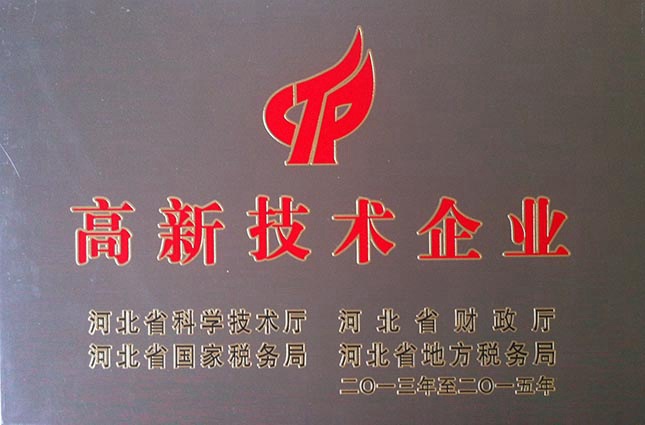 高新技术企业
河北省科学技术厅 河北省财政厅
河北省国家税务局 河北省地方税务局
二〇一三年至二〇一五年